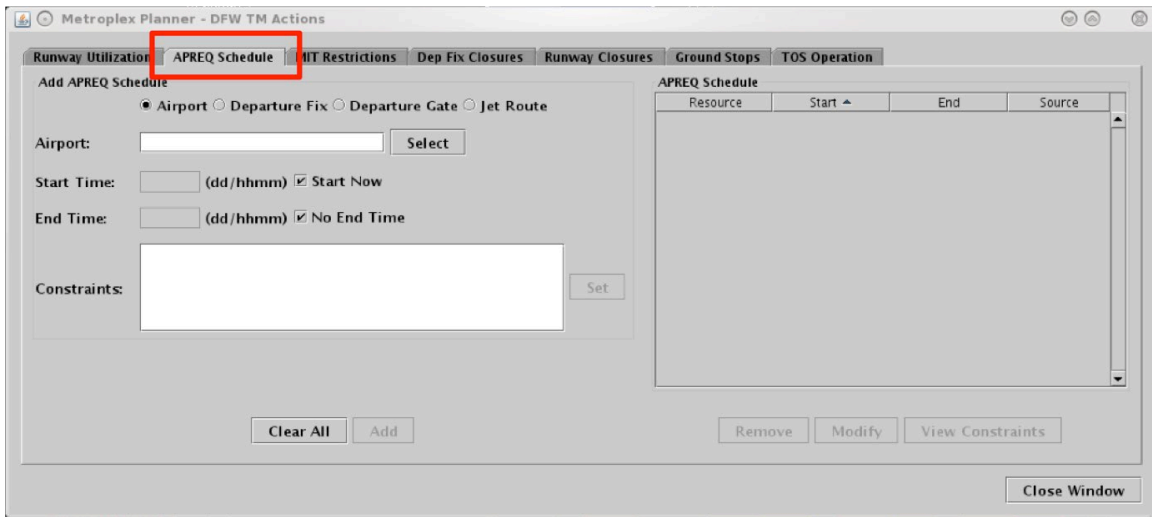 Metroplex Planner - DFW TM Actions
Runway Utilization APREQ Schedule MIT Restrictions Dep Fix Closures Runway Closures Ground Stops TOS Operation
Add APREQ Schedule
Airport Departure Fix Departure Gate Jet Route
Airport: Select
Start Time: (dd/hhmm) Start Now
End Time: (dd/hhmm) No End Time
Constraints: Set
Clear All Add
APREQ Schedule
Resource Start End Source
Remove Modify View Constraints
Close Window